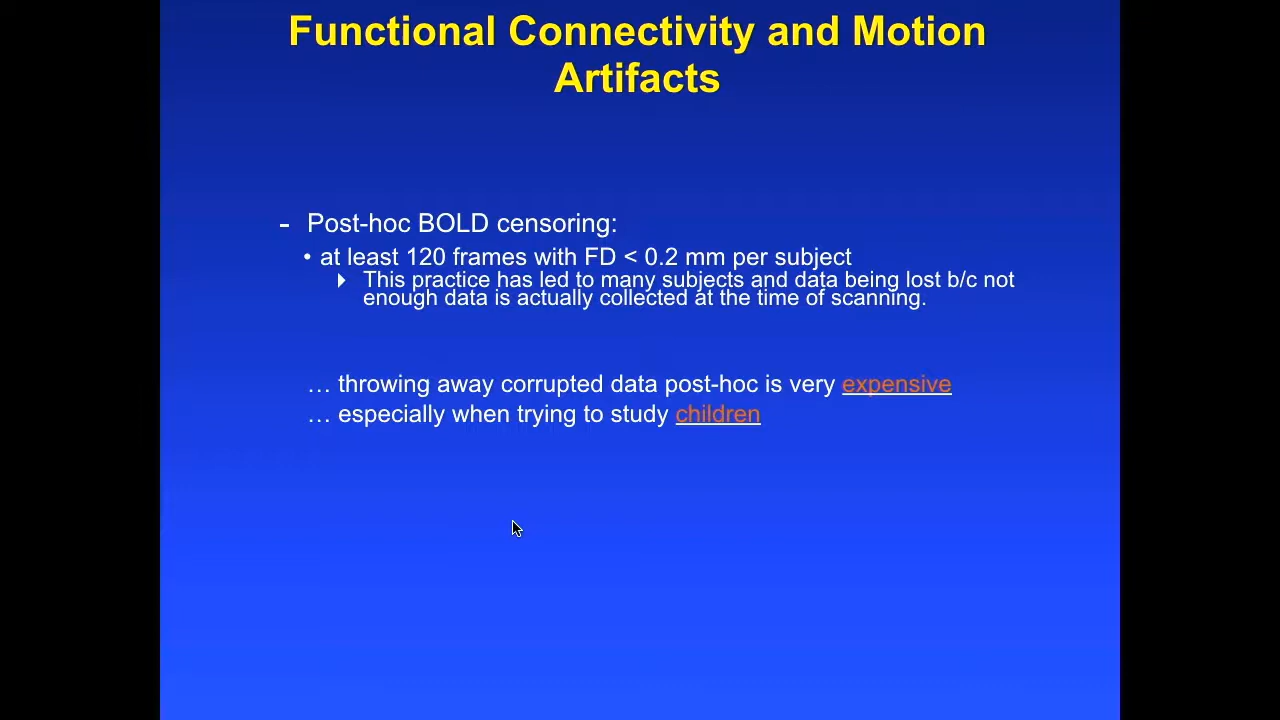 Functional Connectivity and Motion
Artifacts
- Post-hoc BOLD censoring:
• at least 120 frames with FD < 0.2 mm per subject
This practice has led to many subjects and data being lost b/c not
enough data is actually collected at the time of scanning.
… throwing away corrupted data post-hoc is very expensive
… especially when trying to study children